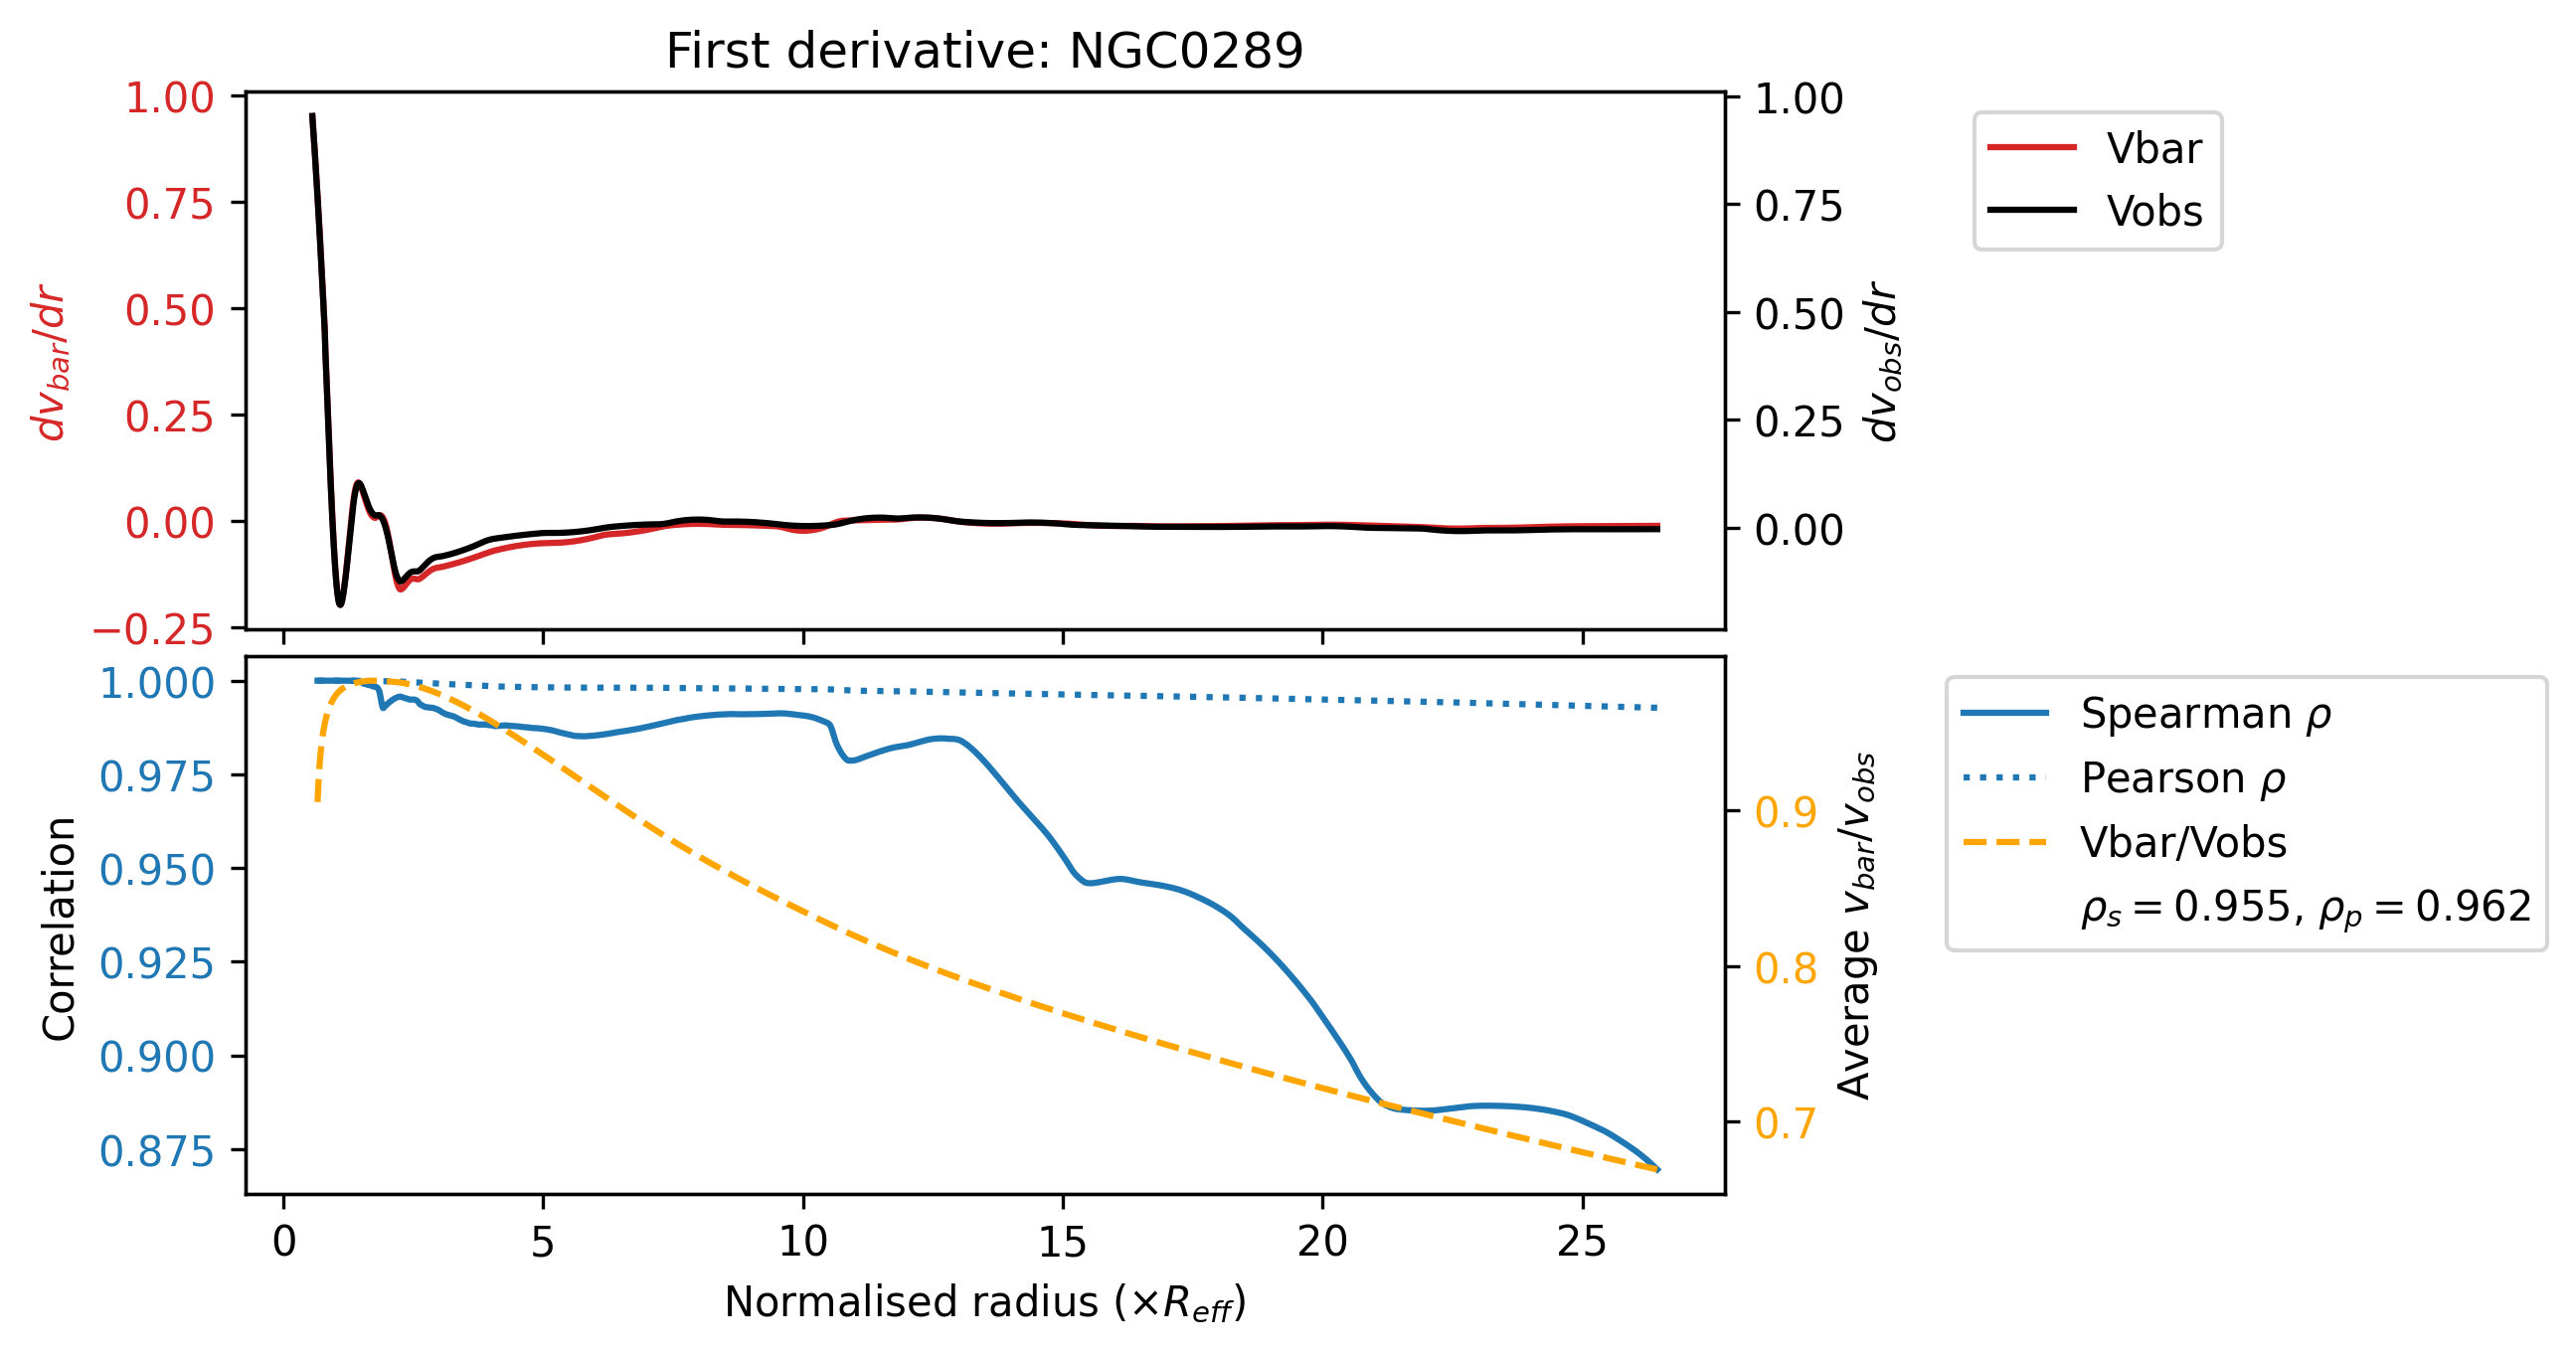 First derivative: NGC0289
1.00
0.75
0.50
0.25
0.00
−0.25
dv_bar/dr
1.00
0.75
0.50
0.25
0.00
dv_obs/dr
Vbar
Vobs
1.000
0.975
0.950
0.925
0.900
0.875
Correlation
0.9
0.8
0.7
Average v_bar/v_obs
Spearman ρ
Pearson ρ
Vbar/Vobs
ρ_s = 0.955, ρ_p = 0.962
0 5 10 15 20 25
Normalised radius (×R_eff)